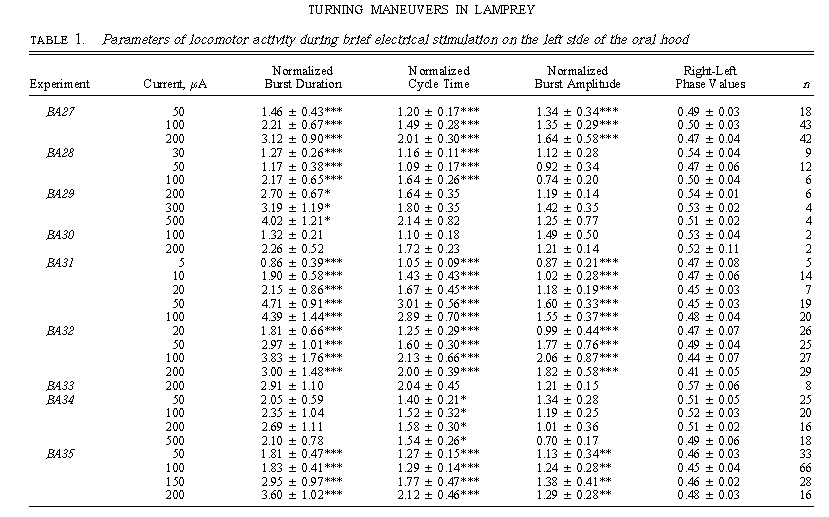 TURNING MANEUVERS IN LAMPREY
TABLE 1. Parameters of locomotor activity during brief electrical stimulation on the left side of the oral hood
Experiment Current, μA Normalized Burst Duration Normalized Cycle Time Normalized Burst Amplitude Right-Left Phase Values n
BA27 50 1.46 ± 0.43*** 1.20 ± 0.17*** 1.34 ± 0.34*** 0.49 ± 0.03 18
100 2.21 ± 0.67*** 1.49 ± 0.28*** 1.35 ± 0.29*** 0.50 ± 0.03 43
200 3.12 ± 0.90*** 2.01 ± 0.30*** 1.64 ± 0.58*** 0.47 ± 0.04 42
BA28 30 1.27 ± 0.26*** 1.16 ± 0.11*** 1.12 ± 0.28 0.54 ± 0.04 9
50 1.17 ± 0.38*** 1.09 ± 0.17*** 0.92 ± 0.34 0.47 ± 0.06 12
100 2.17 ± 0.65*** 1.64 ± 0.26*** 0.74 ± 0.20 0.50 ± 0.04 6
BA29 200 2.70 ± 0.67* 1.64 ± 0.35 1.19 ± 0.14 0.54 ± 0.01 6
300 3.19 ± 1.19* 1.80 ± 0.35 1.42 ± 0.35 0.53 ± 0.02 4
500 4.02 ± 1.21* 2.14 ± 0.82 1.25 ± 0.77 0.51 ± 0.02 4
BA30 100 1.32 ± 0.21 1.10 ± 0.18 1.49 ± 0.50 0.53 ± 0.04 2
200 2.26 ± 0.52 1.72 ± 0.23 1.21 ± 0.14 0.52 ± 0.11 2
BA31 5 0.86 ± 0.39*** 1.05 ± 0.09*** 0.87 ± 0.21*** 0.47 ± 0.08 5
10 1.90 ± 0.58*** 1.43 ± 0.43*** 1.02 ± 0.28*** 0.47 ± 0.06 14
20 2.15 ± 0.86*** 1.67 ± 0.45*** 1.18 ± 0.19*** 0.45 ± 0.03 7
50 4.71 ± 0.91*** 3.01 ± 0.56*** 1.60 ± 0.33*** 0.45 ± 0.03 19
100 4.39 ± 1.44*** 2.89 ± 0.70*** 1.55 ± 0.37*** 0.48 ± 0.04 20
BA32 20 1.81 ± 0.66*** 1.25 ± 0.29*** 0.99 ± 0.44*** 0.47 ± 0.07 26
50 2.97 ± 1.01*** 1.60 ± 0.30*** 1.77 ± 0.76*** 0.49 ± 0.04 25
100 3.83 ± 1.76*** 2.13 ± 0.66*** 2.06 ± 0.87*** 0.44 ± 0.07 27
200 3.00 ± 1.48*** 2.00 ± 0.39*** 1.82 ± 0.58*** 0.41 ± 0.05 29
BA33 200 2.91 ± 1.10 2.04 ± 0.45 1.21 ± 0.15 0.57 ± 0.06 8
BA34 50 2.05 ± 0.59 1.40 ± 0.21* 1.34 ± 0.28 0.51 ± 0.05 25
100 2.35 ± 1.04 1.52 ± 0.32* 1.19 ± 0.25 0.52 ± 0.03 20
200 2.69 ± 1.11 1.58 ± 0.30* 1.01 ± 0.36 0.51 ± 0.02 16
500 2.10 ± 0.78 1.54 ± 0.26* 0.70 ± 0.17 0.49 ± 0.06 18
BA35 50 1.81 ± 0.47*** 1.27 ± 0.15*** 1.13 ± 0.34** 0.46 ± 0.03 33
100 1.83 ± 0.41*** 1.29 ± 0.14*** 1.24 ± 0.28** 0.45 ± 0.04 66
150 2.95 ± 0.97*** 1.77 ± 0.47*** 1.38 ± 0.41** 0.46 ± 0.02 28
200 3.60 ± 1.02*** 2.12 ± 0.46*** 1.29 ± 0.28** 0.48 ± 0.03 16